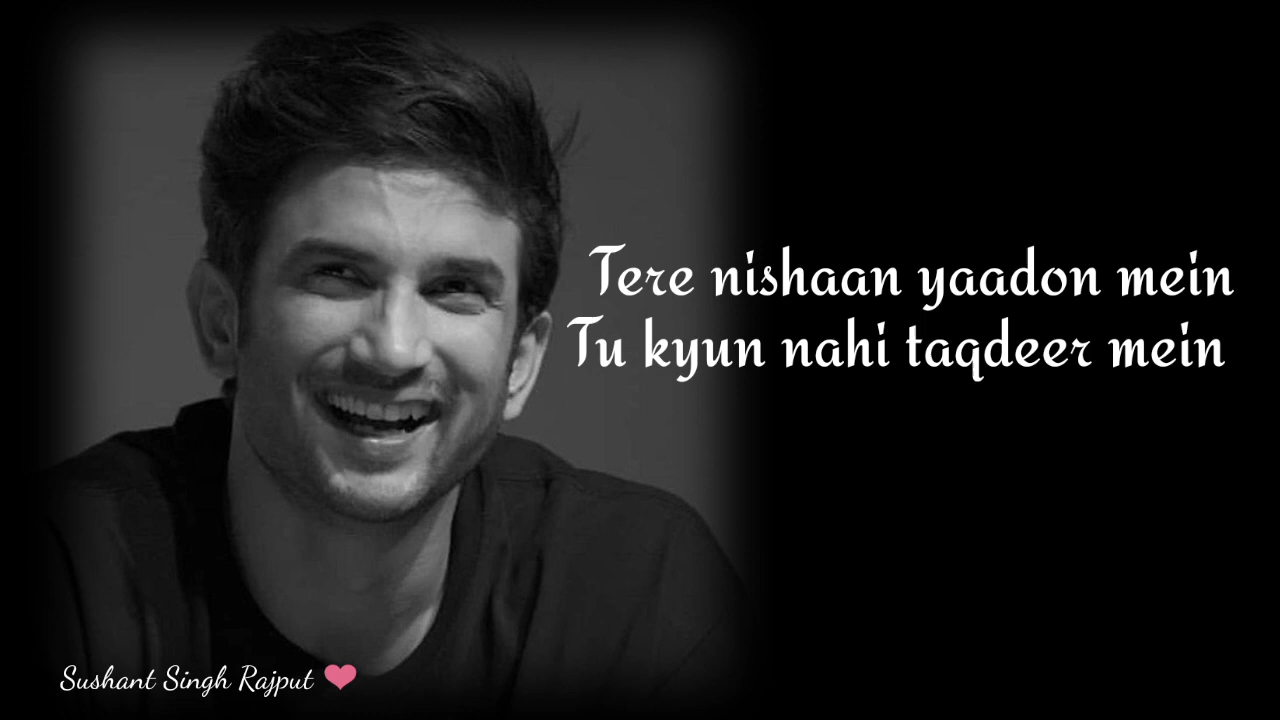 Tere nishaan yaadon mein
Tu kyun nahi taqdeer mein
Sushant Singh Rajput ❤